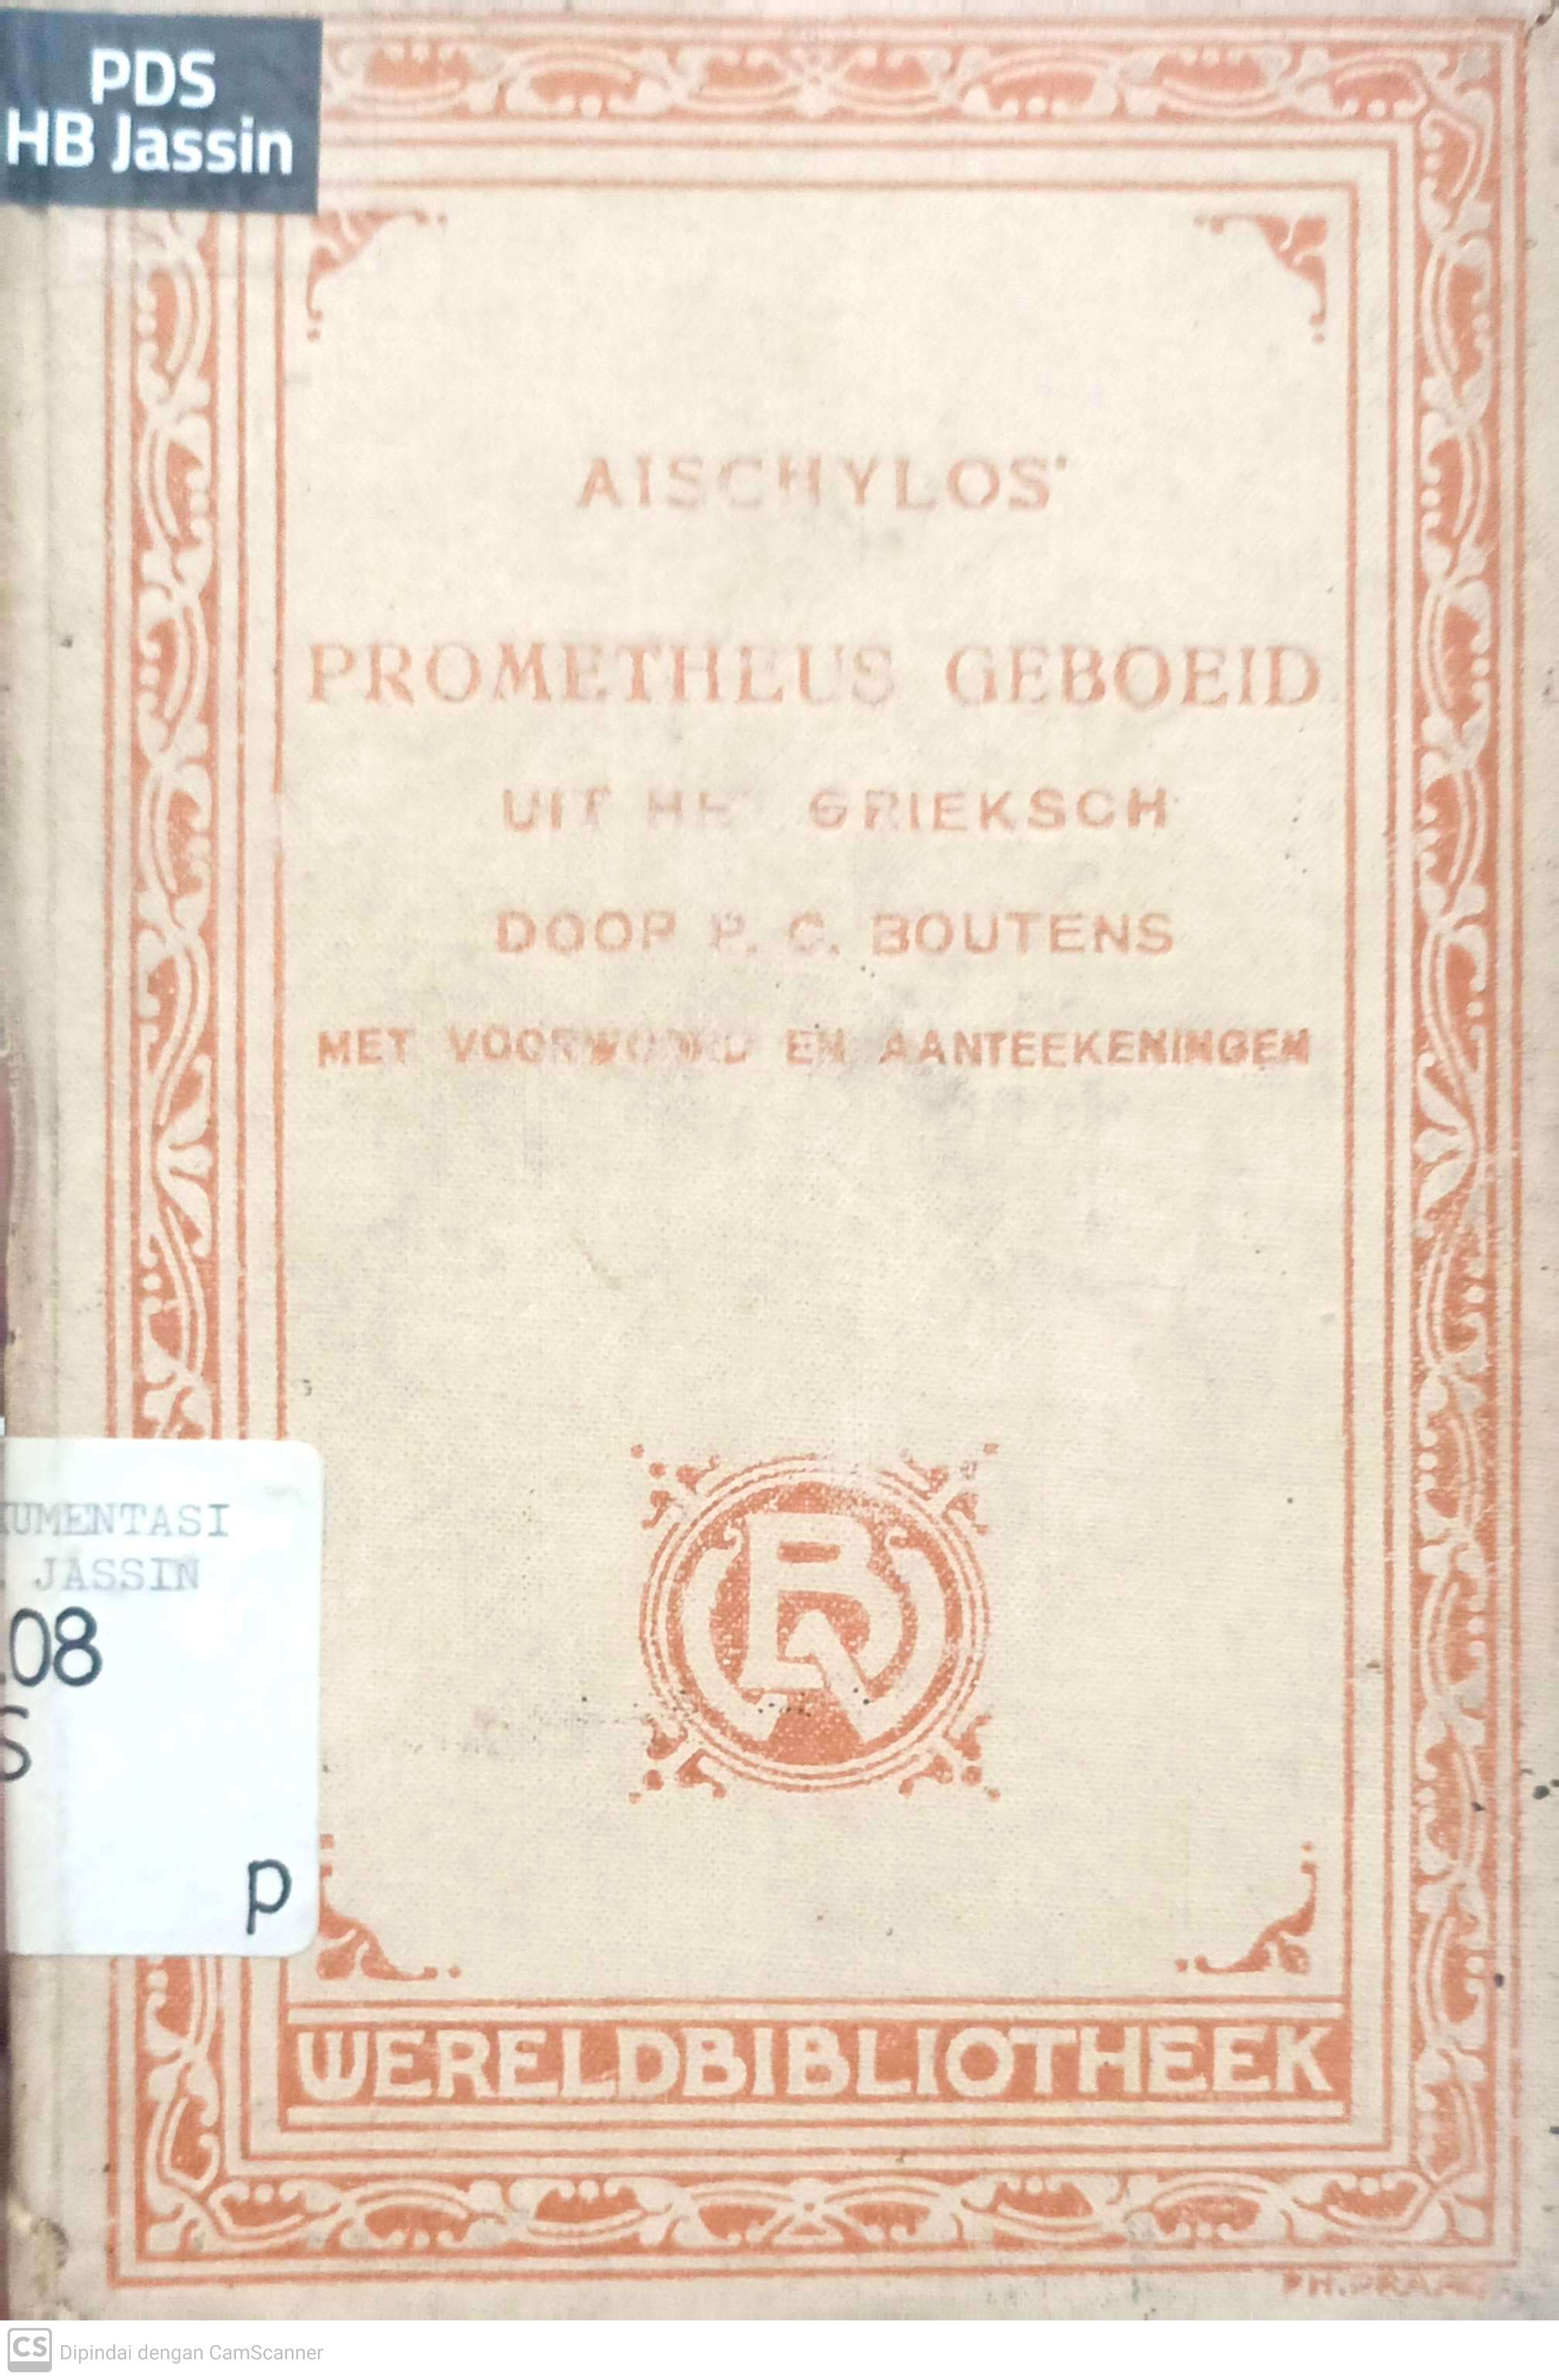 PDS
HB Jassin
AISCHYLOS'
PROMETHEUS GEBOEID
UIT HET GRIEKSCH
DOOR P. C. BOUTENS
MET VOORWOORD EN AANTEEKENINGEN
UMENTASI
JASSIN
.08
S
p
WB
WERELDBIBLIOTHEEK
CS Dipindai dengan CamScanner